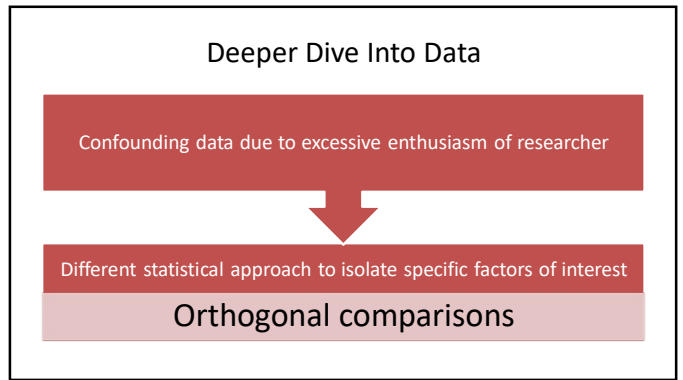 Deeper Dive Into Data
Confounding data due to excessive enthusiasm of researcher
Different statistical approach to isolate specific factors of interest
Orthogonal comparisons